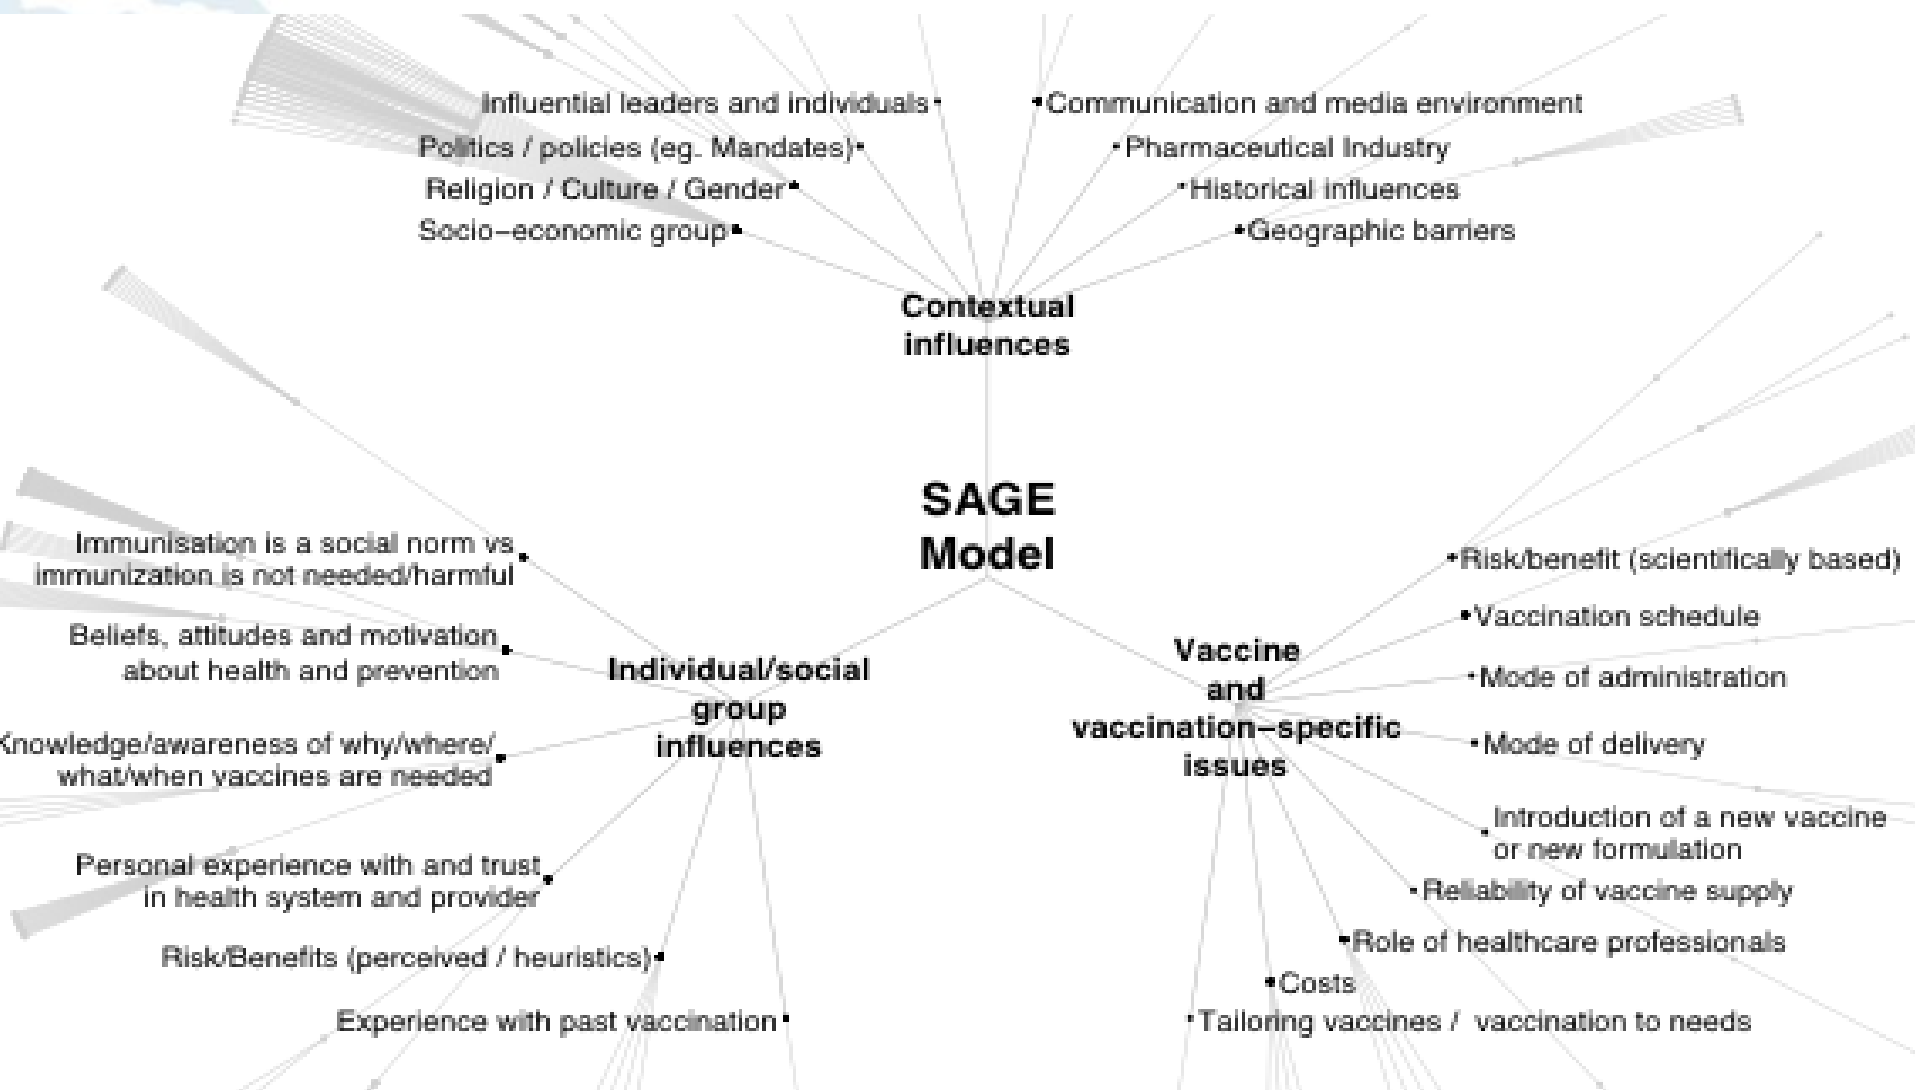 Influential leaders and individuals
Politics / policies (eg. Mandates)
Religion / Culture / Gender
Socio-economic group
Communication and media environment
Pharmaceutical Industry
Historical influences
Geographic barriers
Contextual
influences
SAGE
Model
Immunisation is a social norm vs
immunization is not needed/harmful
Beliefs, attitudes and motivation
about health and prevention
Knowledge/awareness of why/where/
what/when vaccines are needed
Personal experience with and trust
in health system and provider
Risk/Benefits (perceived / heuristics)
Experience with past vaccination
Individual/social
group
influences
Vaccine
and
vaccination-specific
issues
Risk/benefit (scientifically based)
Vaccination schedule
Mode of administration
Mode of delivery
Introduction of a new vaccine
or new formulation
Reliability of vaccine supply
Role of healthcare professionals
Costs
Tailoring vaccines / vaccination to needs